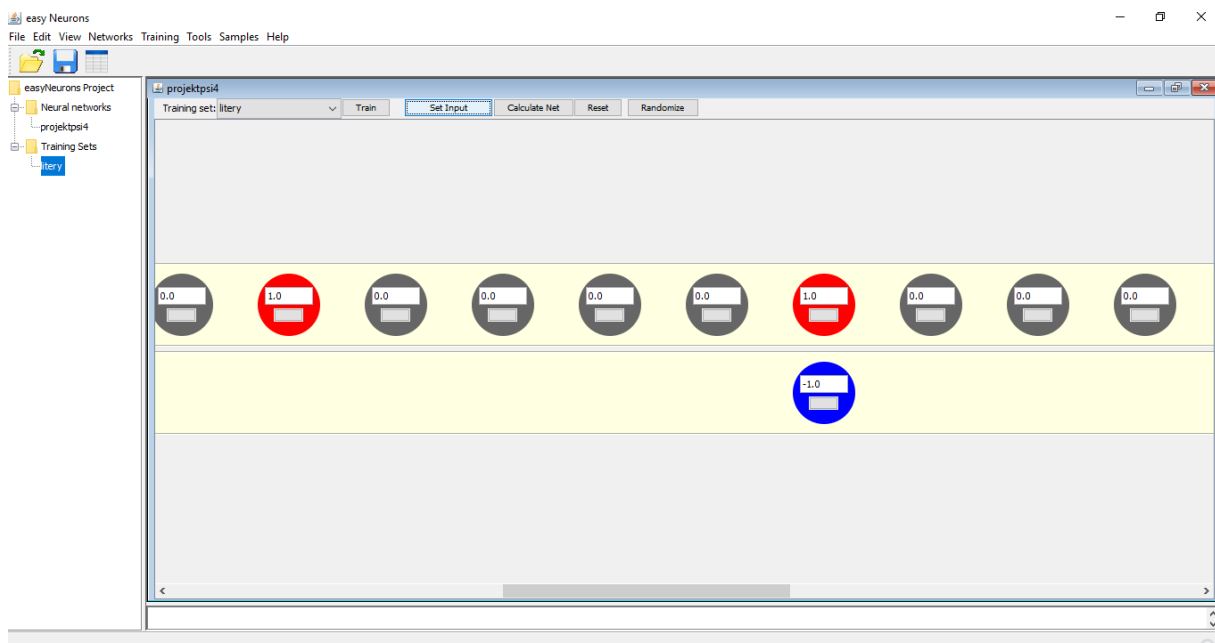 easy Neurons
File Edit View Networks Training Tools Samples Help
easyNeurons Project
Neural networks
projektpsi4
Training Sets
litery
projektpsi4
Training set: litery Train Set Input Calculate Net Reset Randomize
0.0 1.0 0.0 0.0 0.0 0.0 1.0 0.0 0.0 0.0
-1.0